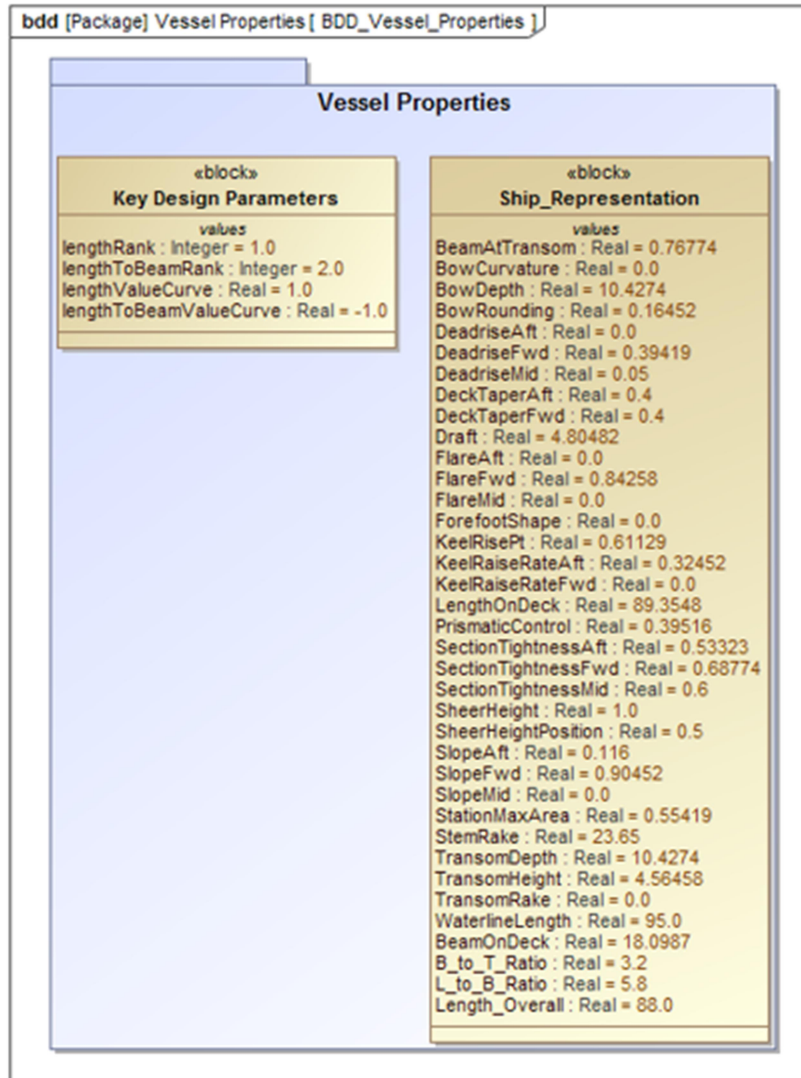 bdd [Package] Vessel Properties [ BDD_Vessel_Properties ]
Vessel Properties
«block»
Key Design Parameters
values
lengthRank : Integer = 1.0
lengthToBeamRank : Integer = 2.0
lengthValueCurve : Real = 1.0
lengthToBeamValueCurve : Real = -1.0
«block»
Ship_Representation
values
BeamAtTransom : Real = 0.76774
BowCurvature : Real = 0.0
BowDepth : Real = 10.4274
BowRounding : Real = 0.16452
DeadriseAft : Real = 0.0
DeadriseFwd : Real = 0.39419
DeadriseMid : Real = 0.05
DeckTaperAft : Real = 0.4
DeckTaperFwd : Real = 0.4
Draft : Real = 4.80482
FlareAft : Real = 0.0
FlareFwd : Real = 0.84258
FlareMid : Real = 0.0
ForefootShape : Real = 0.0
KeelRisePt : Real = 0.61129
KeelRaiseRateAft : Real = 0.32452
KeelRaiseRateFwd : Real = 0.0
LengthOnDeck : Real = 89.3548
PrismaticControl : Real = 0.39516
SectionTightnessAft : Real = 0.53323
SectionTightnessFwd : Real = 0.68774
SectionTightnessMid : Real = 0.6
SheerHeight : Real = 1.0
SheerHeightPosition : Real = 0.5
SlopeAft : Real = 0.116
SlopeFwd : Real = 0.90452
SlopeMid : Real = 0.0
StationMaxArea : Real = 0.55419
StemRake : Real = 23.65
TransomDepth : Real = 10.4274
TransomHeight : Real = 4.56458
TransomRake : Real = 0.0
WaterlineLength : Real = 95.0
BeamOnDeck : Real = 18.0987
B_to_T_Ratio : Real = 3.2
L_to_B_Ratio : Real = 5.8
Length_Overall : Real = 88.0